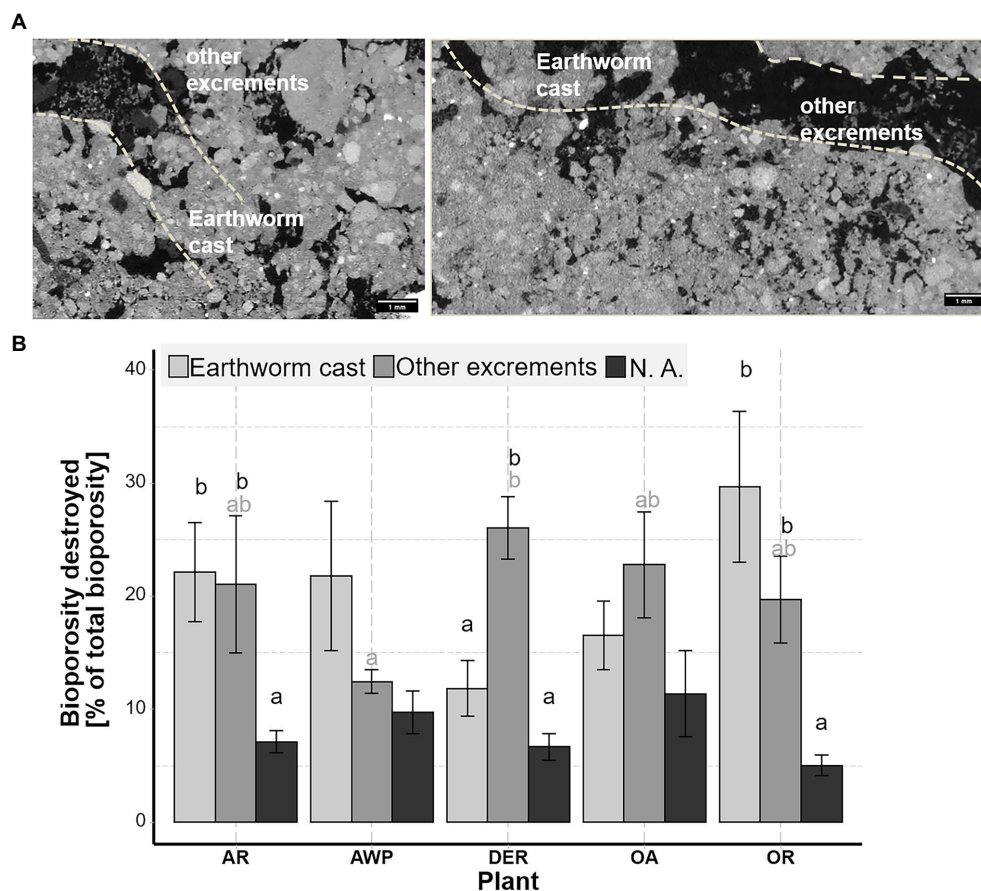 A
other
excrements
Earthworm
cast
1 mm
Earthworm
cast
other
excrements
1 mm
B
Earthworm cast Other excrements N. A.
Bioporosity destroyed
[% of total bioporosity]
40
30
20
10
0
b
b
ab
a
a
a
b
b
a
ab
b
b
ab
a
AR AWP DER OA OR
Plant